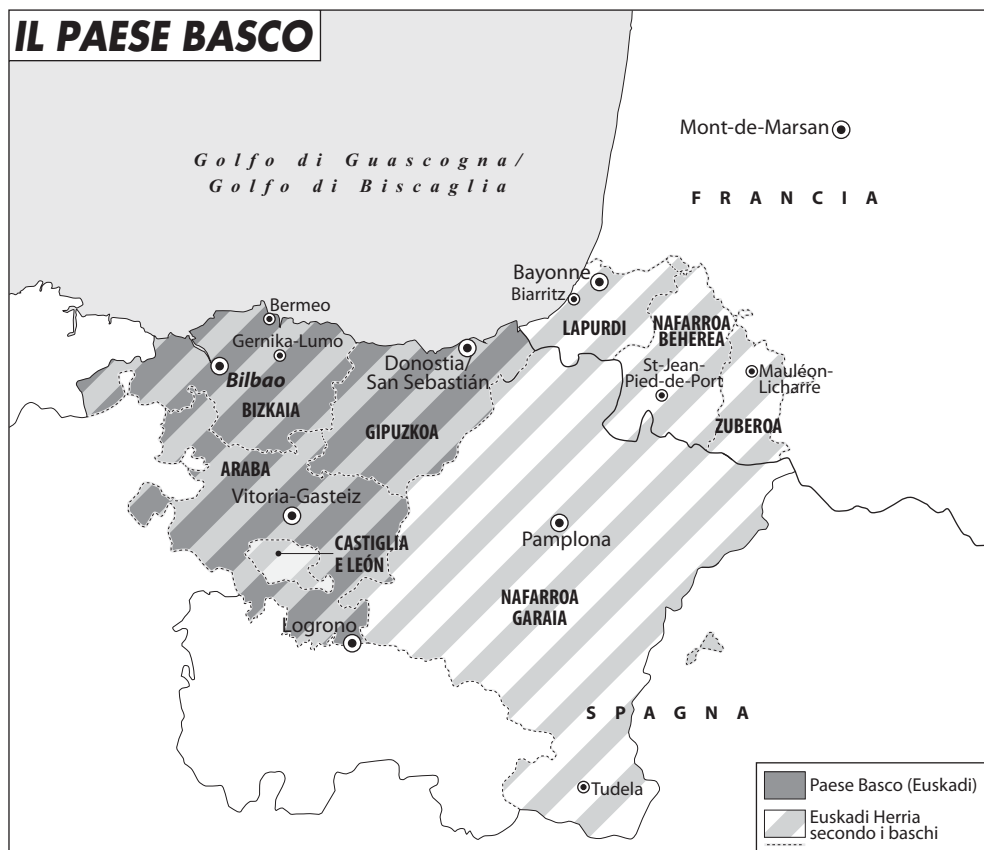 IL PAESE BASCO
Mont-de-Marsan
Golfo di Guascogna/
Golfo di Biscaglia
FRANCIA
Bayonne
Biarritz
Bermeo
LAPURDI
NAFARROA
BEHEREA
Gernika-Lumo
Donostia/
San Sebastián
St-Jean-
Pied-de-Port
Mauléon-
Licharre
Bilbao
BIZKAIA
GIPUZKOA
ZUBEROA
ARABA
Vitoria-Gasteiz
CASTIGLIA
E LEÓN
Pamplona
NAFARROA
GARAIA
Logrono
SPAGNA
Tudela
Paese Basco (Euskadi)
Euskadi Herria
secondo i baschi